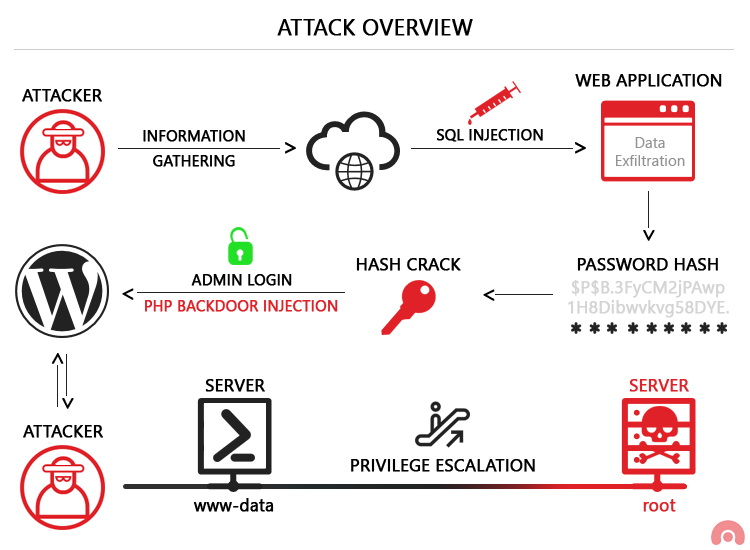 ATTACK OVERVIEW
ATTACKER
INFORMATION
GATHERING
SQL INJECTION
WEB APPLICATION
Data
Exfiltration
PASSWORD HASH
$P$B.3FyCM2jPAwp
1H8Dibwvkvg58DYE.
* * * * * * * * *
HASH CRACK
ADMIN LOGIN
PHP BACKDOOR INJECTION
W
ATTACKER
SERVER
www-data
PRIVILEGE ESCALATION
SERVER
root